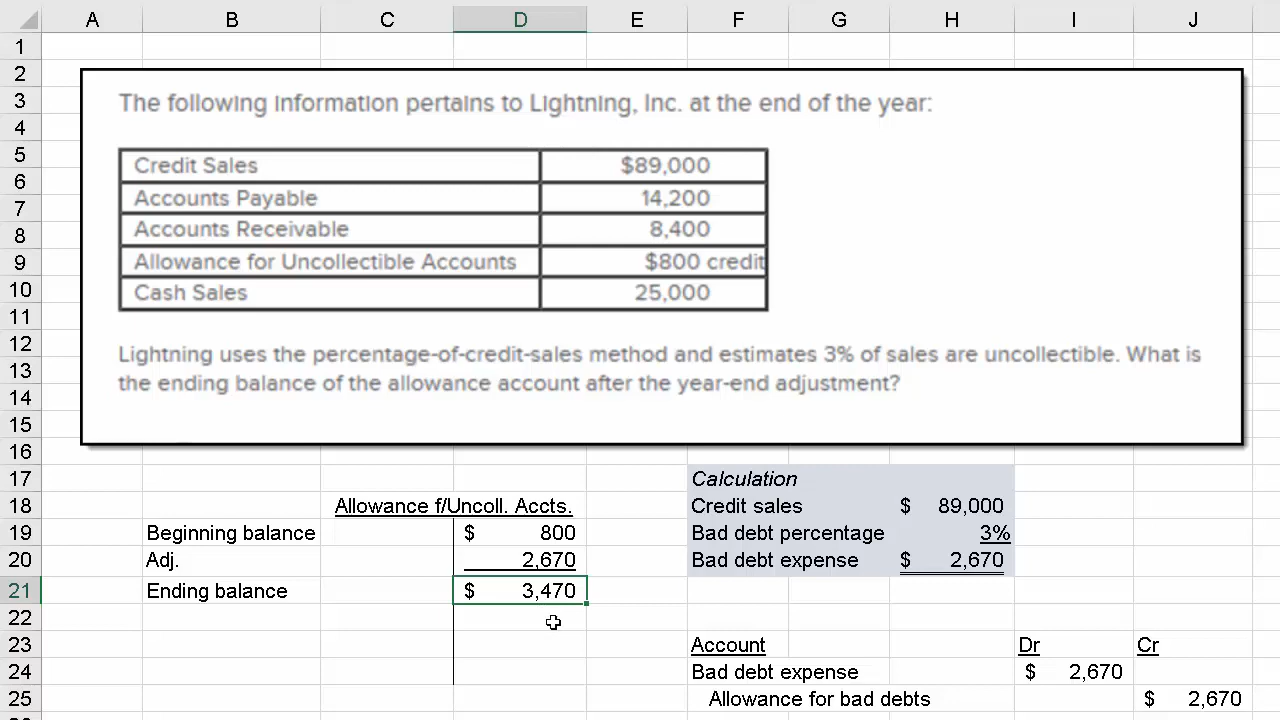 A B C D E F G H I J
1
2
3 The following information pertains to Lightning, Inc. at the end of the year:
4
5 Credit Sales $89,000
6 Accounts Payable 14,200
7
8 Accounts Receivable 8,400
9 Allowance for Uncollectible Accounts $800 credit
10 Cash Sales 25,000
11
12 Lightning uses the percentage-of-credit-sales method and estimates 3% of sales are uncollectible. What is
13 the ending balance of the allowance account after the year-end adjustment?
14
15
16
17 Calculation
18 Allowance f/Uncoll. Accts. Credit sales $ 89,000
19 Beginning balance $ 800 Bad debt percentage 3%
20 Adj. 2,670 Bad debt expense $ 2,670
21 Ending balance $ 3,470
22
23 Account Dr Cr
24 Bad debt expense $ 2,670
25 Allowance for bad debts $ 2,670